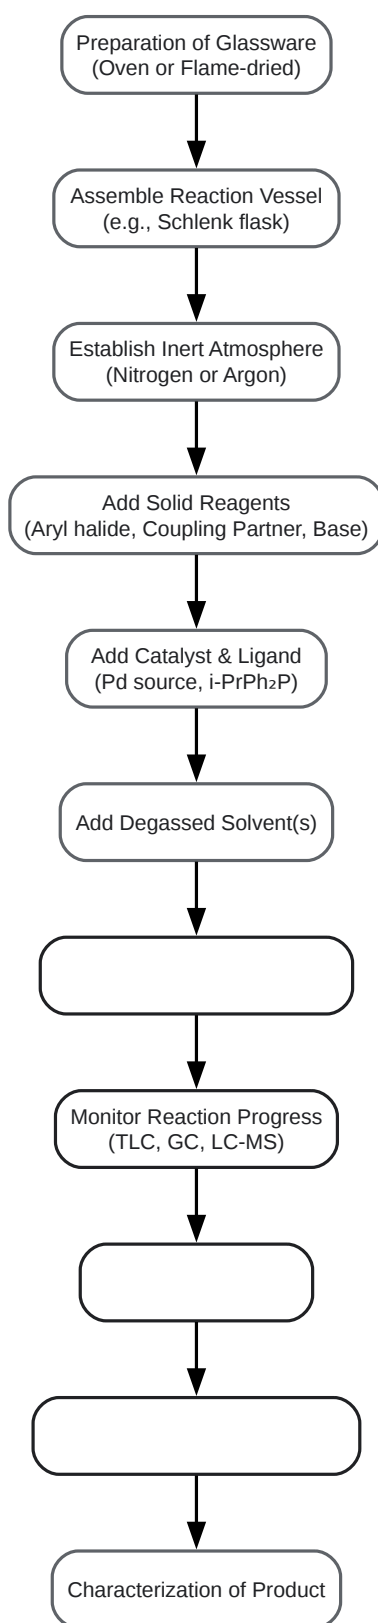 Preparation of Glassware
(Oven or Flame-dried)
Assemble Reaction Vessel
(e.g., Schlenk flask)
Establish Inert Atmosphere
(Nitrogen or Argon)
Add Solid Reagents
(Aryl halide, Coupling Partner, Base)
Add Catalyst & Ligand
(Pd source, i-PrPh₂P)
Add Degassed Solvent(s)
Monitor Reaction Progress
(TLC, GC, LC-MS)
Characterization of Product